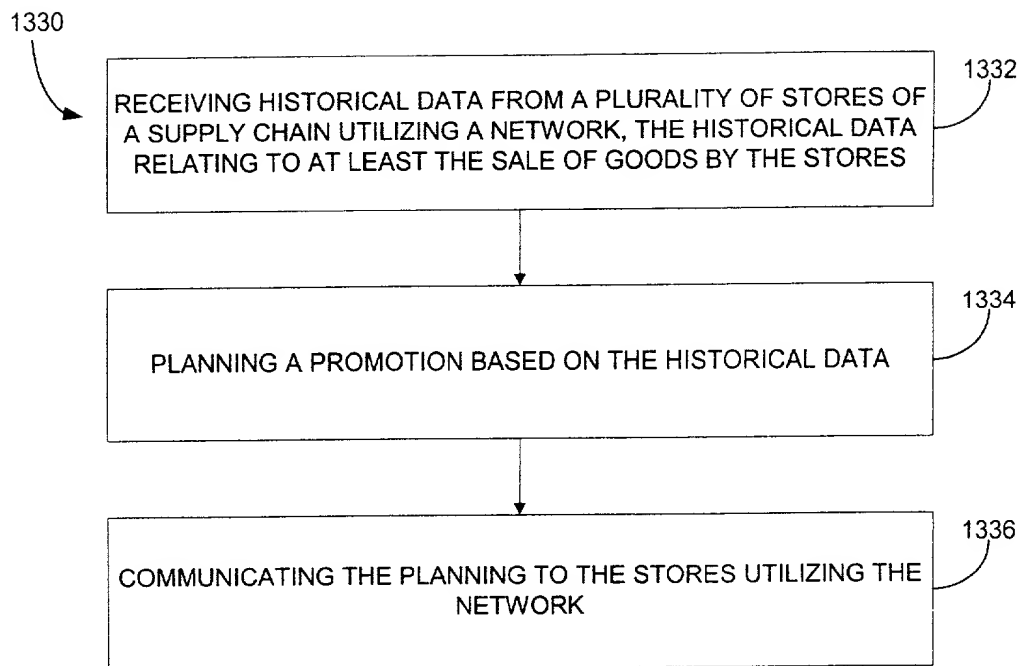 1330
1332
RECEIVING HISTORICAL DATA FROM A PLURALITY OF STORES OF
A SUPPLY CHAIN UTILIZING A NETWORK, THE HISTORICAL DATA
RELATING TO AT LEAST THE SALE OF GOODS BY THE STORES
1334
PLANNING A PROMOTION BASED ON THE HISTORICAL DATA
1336
COMMUNICATING THE PLANNING TO THE STORES UTILIZING THE
NETWORK